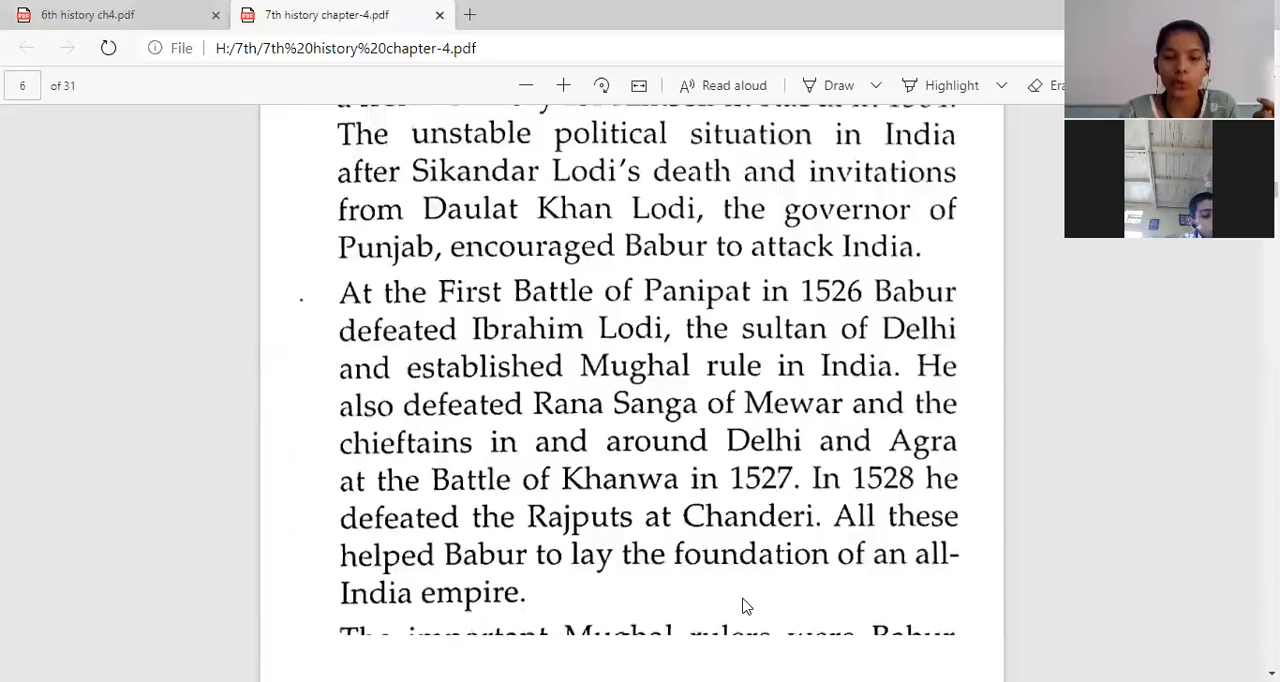 6th history ch4.pdf
7th history chapter-4.pdf
File H:/7th/7th%20history%20chapter-4.pdf
6 of 31 Read aloud Draw Highlight
The unstable political situation in India
after Sikandar Lodi's death and invitations
from Daulat Khan Lodi, the governor of
Punjab, encouraged Babur to attack India.
At the First Battle of Panipat in 1526 Babur
defeated Ibrahim Lodi, the sultan of Delhi
and established Mughal rule in India. He
also defeated Rana Sanga of Mewar and the
chieftains in and around Delhi and Agra
at the Battle of Khanwa in 1527. In 1528 he
defeated the Rajputs at Chanderi. All these
helped Babur to lay the foundation of an all-
India empire.
The important Mughal rulers were Babur